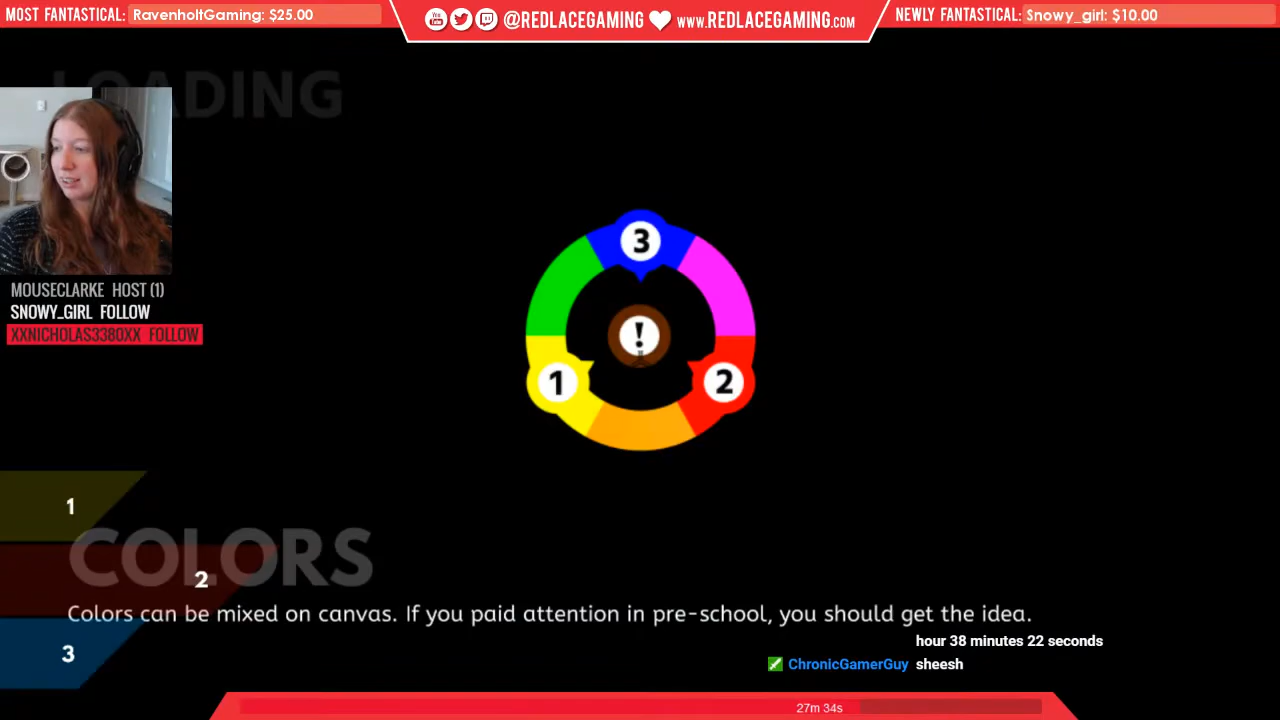 MOST FANTASTICAL: RavenholtGaming: $25.00
@REDLACEGAMING www.REDLACEGAMING.com
NEWLY FANTASTICAL: Snowy_girl: $10.00
LOADING
MOUSECLARKE HOST (1)
SNOWY_GIRL FOLLOW
XXNICHOLAS3380XX FOLLOW
3
!
1
2
1
COLORS
2
Colors can be mixed on canvas. If you paid attention in pre-school, you should get the idea.
3
hour 38 minutes 22 seconds
ChronicGamerGuy sheesh
27m 34s